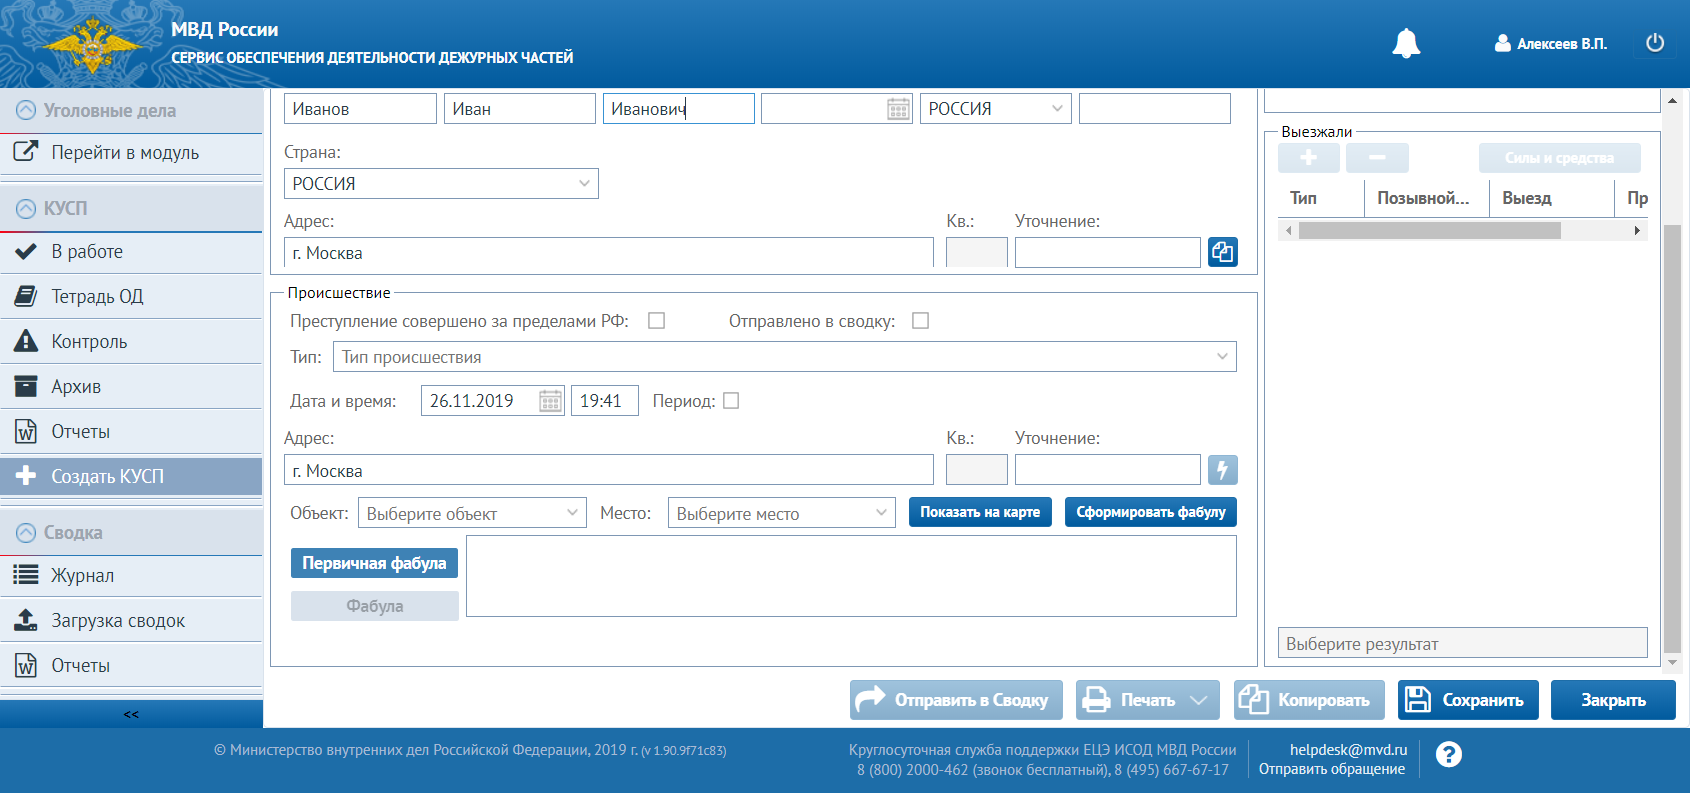 МВД России
СЕРВИС ОБЕСПЕЧЕНИЯ ДЕЯТЕЛЬНОСТИ ДЕЖУРНЫХ ЧАСТЕЙ
Алексеев В.П.
Уголовные дела
Перейти в модуль
КУСП
В работе
Тетрадь ОД
Контроль
Архив
Отчеты
Создать КУСП
Сводка
Журнал
Загрузка сводок
Отчеты
<<
Иванов Иван Иванович РОССИЯ
Страна:
РОССИЯ
Адрес: Кв.: Уточнение:
г. Москва
Происшествие
Преступление совершено за пределами РФ: Отправлено в сводку:
Тип: Тип происшествия
Дата и время: 26.11.2019 19:41 Период:
Адрес: Кв.: Уточнение:
г. Москва
Объект: Выберите объект Место: Выберите место Показать на карте Сформировать фабулу
Первичная фабула
Фабула
Выезжали
Силы и средства
Тип Позывной... Выезд Пр
Выберите результат
Отправить в Сводку Печать Копировать Сохранить Закрыть
© Министерство внутренних дел Российской Федерации, 2019 г. (v 1.90.9f71c83)
Круглосуточная служба поддержки ЕЦЭ ИСОД МВД России
8 (800) 2000-462 (звонок бесплатный), 8 (495) 667-67-17
helpdesk@mvd.ru
Отправить обращение
?